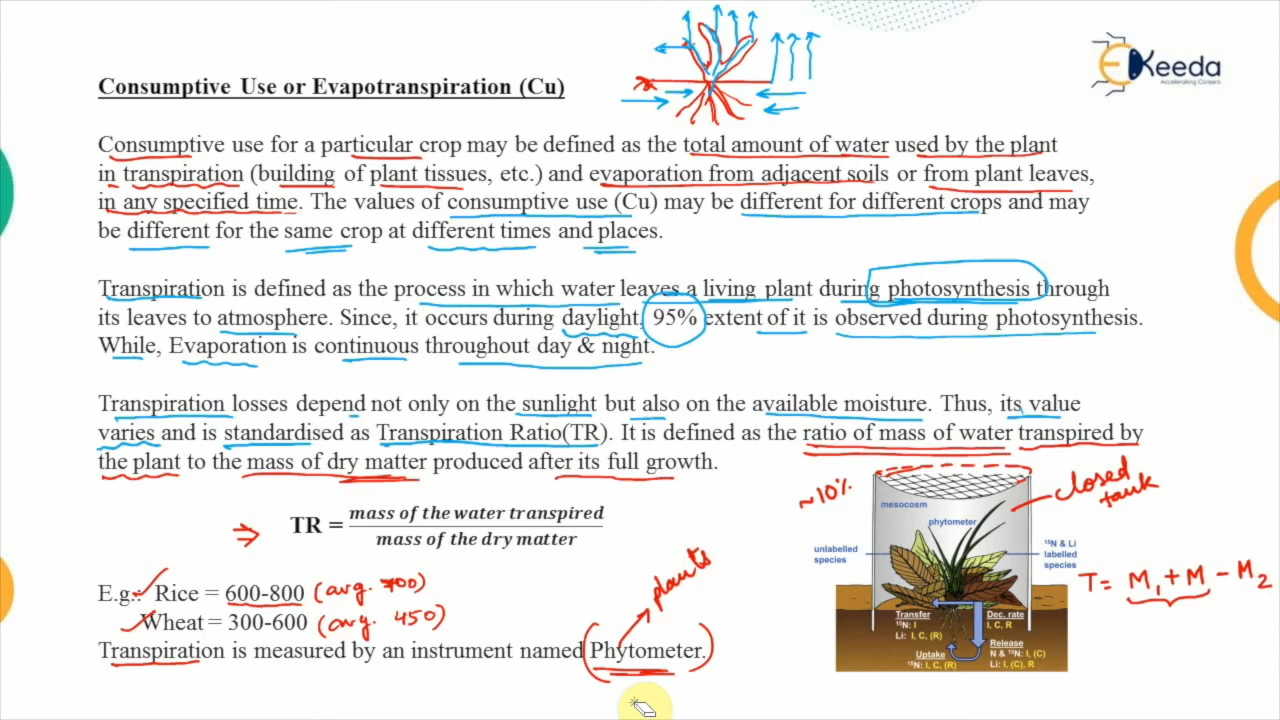 EKeeda
Accelerating Careers
Consumptive Use or Evapotranspiration (Cu)
Consumptive use for a particular crop may be defined as the total amount of water used by the plant
in transpiration (building of plant tissues, etc.) and evaporation from adjacent soils or from plant leaves,
in any specified time. The values of consumptive use (Cu) may be different for different crops and may
be different for the same crop at different times and places.
Transpiration is defined as the process in which water leaves a living plant during photosynthesis through
its leaves to atmosphere. Since, it occurs during daylight, 95% extent of it is observed during photosynthesis.
While, Evaporation is continuous throughout day & night.
Transpiration losses depend not only on the sunlight but also on the available moisture. Thus, its value
varies and is standardised as Transpiration Ratio(TR). It is defined as the ratio of mass of water transpired by
the plant to the mass of dry matter produced after its full growth.
TR = mass of the water transpired
mass of the dry matter
E.g.: Rice = 600-800 (avg. 700)
Wheat = 300-600 (avg. 450)
Transpiration is measured by an instrument named Phytometer.
plants
~10%
closed
tank
mesocosm
phytometer
unlabelled
species
15N & Li
labelled
species
T = M₁ + M - M₂
Transfer
15N: I
Li: I, C, (R)
Dec. rate
I, C, R
Release
N & 15N: I, (C)
Li: I, (C), R
Uptake
15N: I, C, (R)